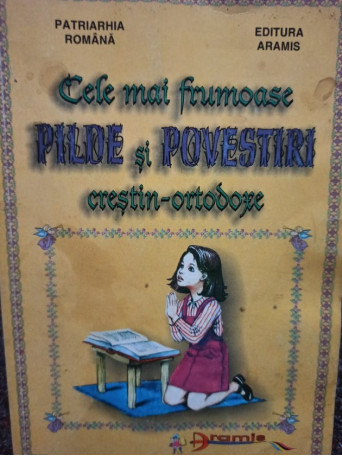 PATRIARHIA
ROMÂNĂ
EDITURA
ARAMIS
Cele mai frumoase
PILDE și POVESTIRI
creștin-ortodoxe
Aramis